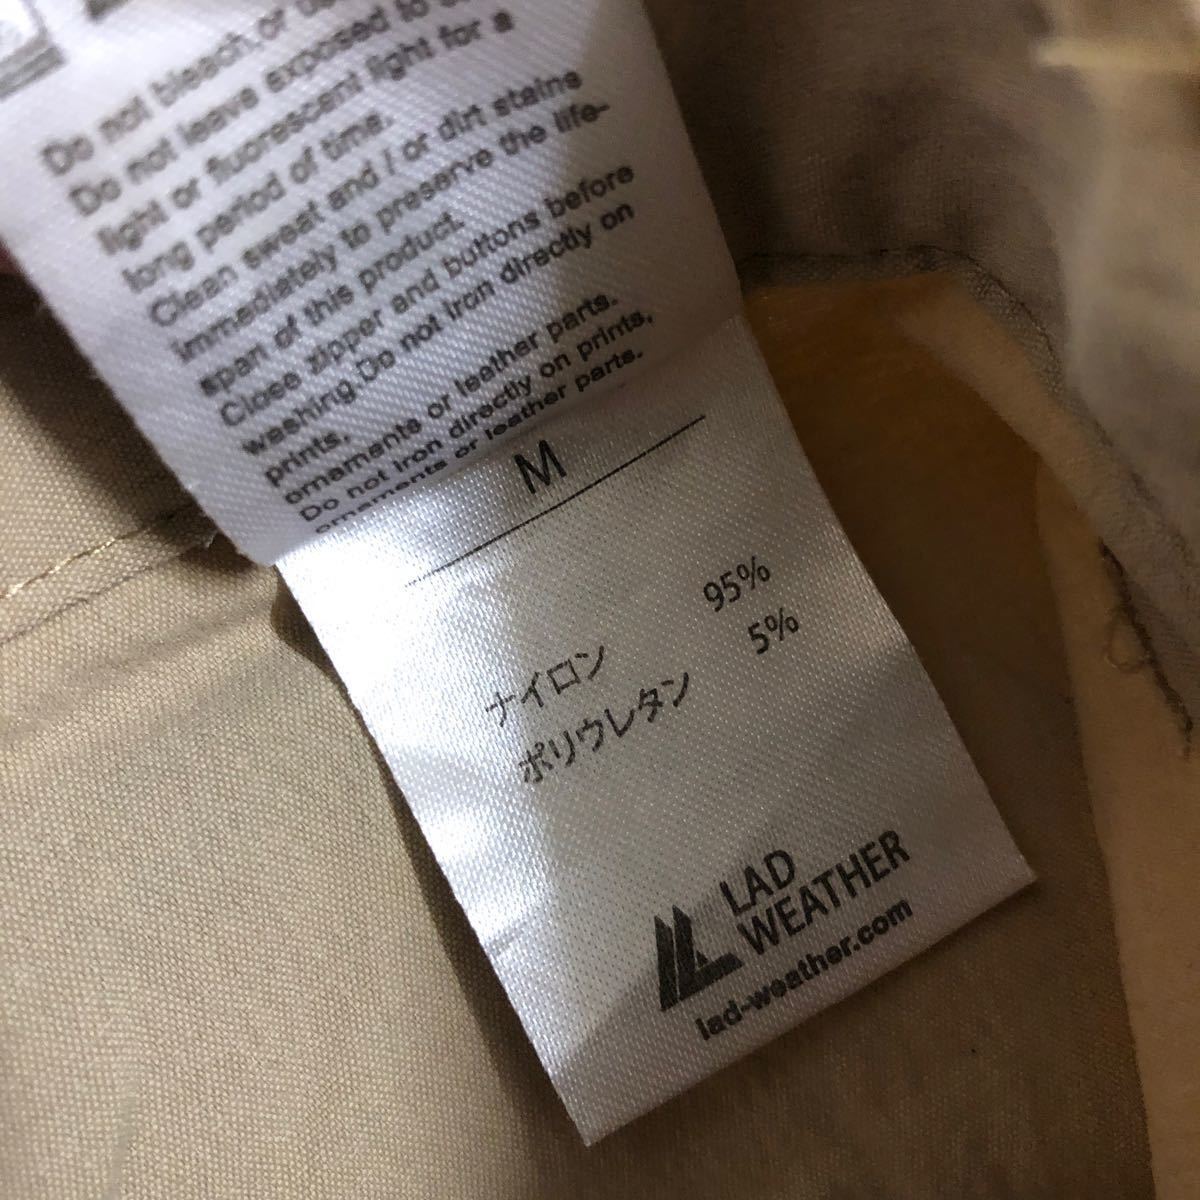 Do not bleach, or
Do not leave exposed to
light or fluorescent light for a
long period of time.
Clean sweat and / or dirt stains
immediately to preserve the life-
span of this product.
Close zipper and buttons before
washing. Do not iron directly on
prints.
ornaments or leather parts.
Do not iron directly on prints,
ornaments or leather parts.
M
ナイロン 95%
ポリウレタン 5%
LAD
WEATHER
lad-weather.com